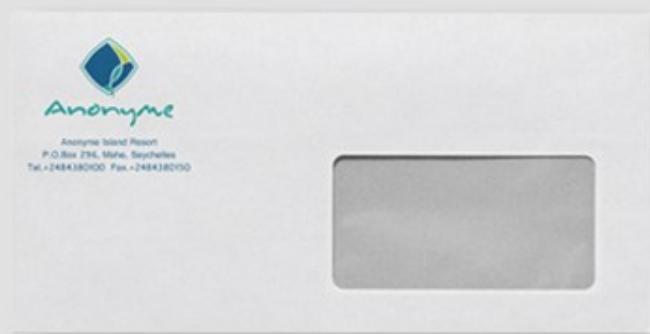 Anonyme
Anonyme Island Resort
P.O.Box 296, Mahe, Seychelles
Tel.+2484380100 Fax.+2484380150